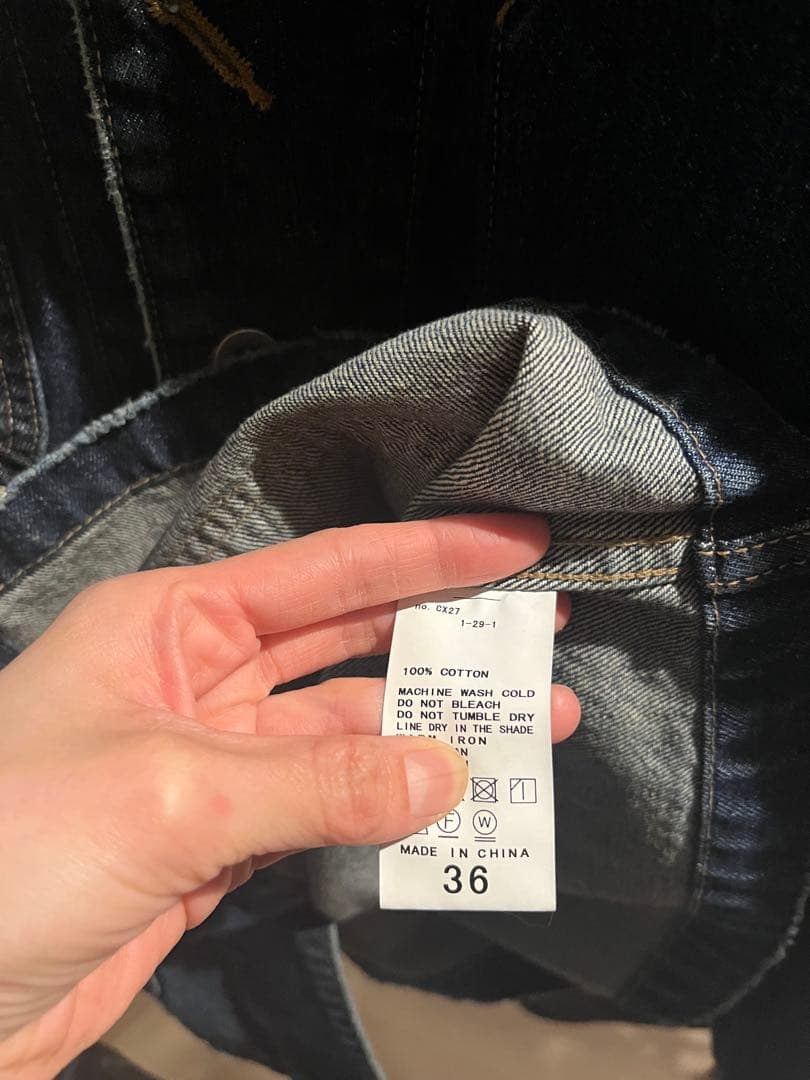 no. CX27
1-29-1
100% COTTON
MACHINE WASH COLD
DO NOT BLEACH
DO NOT TUMBLE DRY
LINE DRY IN THE SHADE
IRON
F W
MADE IN CHINA
36